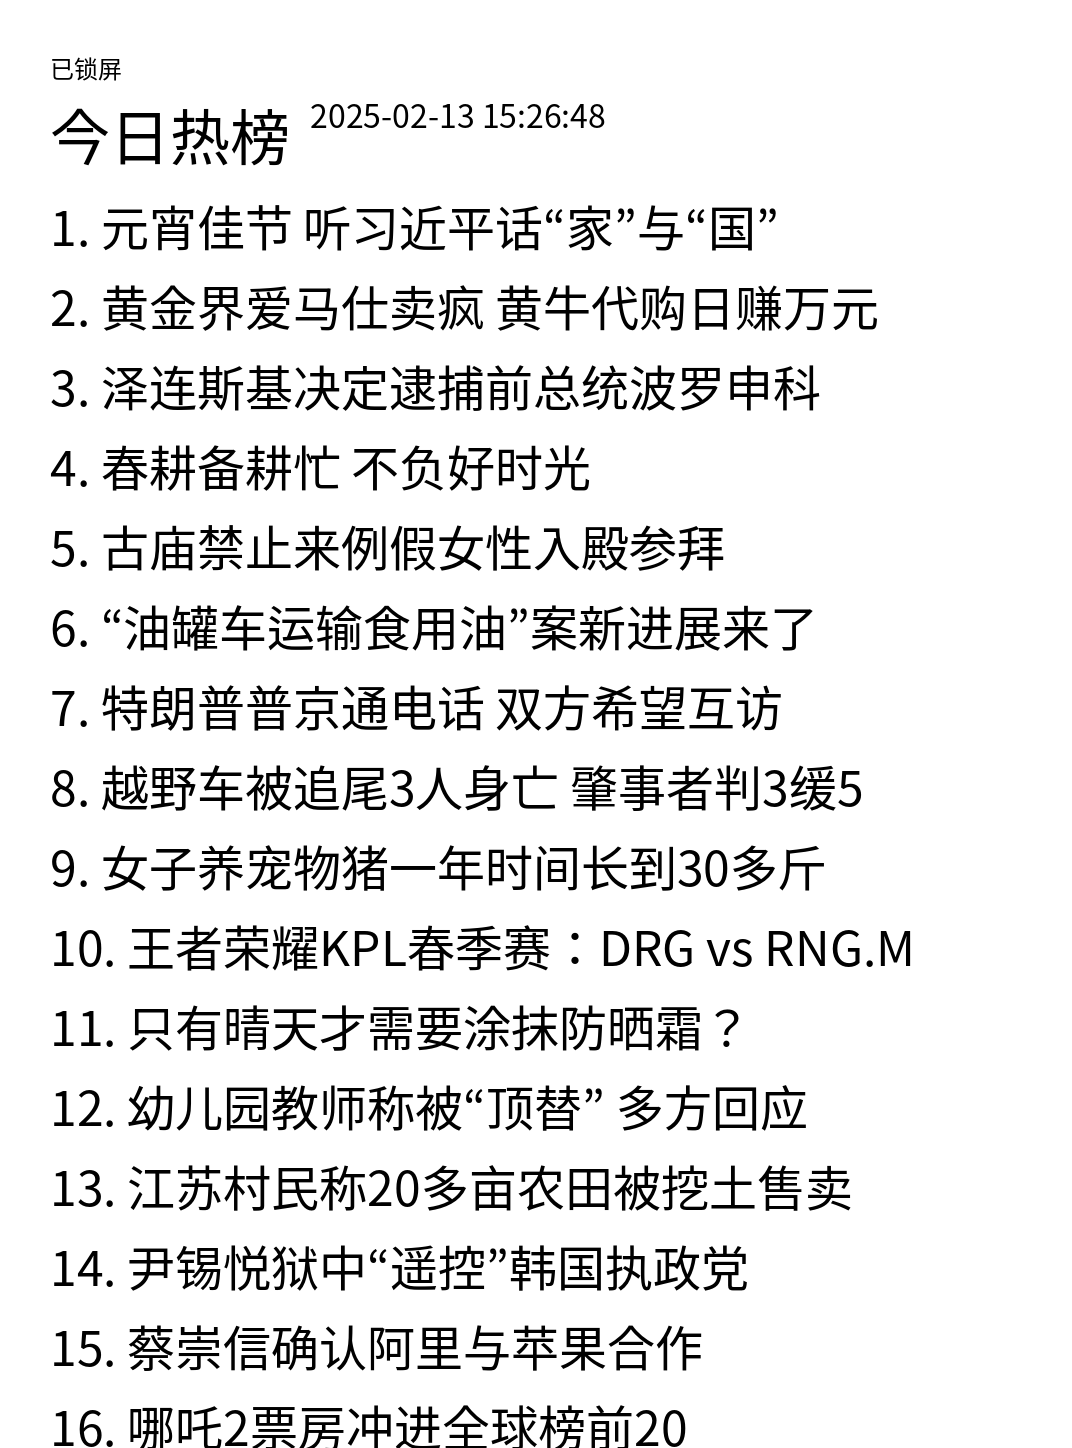 已锁屏
今日热榜 2025-02-13 15:26:48
1. 元宵佳节 听习近平话“家”与“国”
2. 黄金界爱马仕卖疯 黄牛代购日赚万元
3. 泽连斯基决定逮捕前总统波罗申科
4. 春耕备耕忙 不负好时光
5. 古庙禁止来例假女性入殿参拜
6. “油罐车运输食用油”案新进展来了
7. 特朗普普京通电话 双方希望互访
8. 越野车被追尾3人身亡 肇事者判3缓5
9. 女子养宠物猪一年时间长到30多斤
10. 王者荣耀KPL春季赛：DRG vs RNG.M
11. 只有晴天才需要涂抹防晒霜？
12. 幼儿园教师称被“顶替” 多方回应
13. 江苏村民称20多亩农田被挖土售卖
14. 尹锡悦狱中“遥控”韩国执政党
15. 蔡崇信确认阿里与苹果合作
16. 哪吒2票房冲进全球榜前20